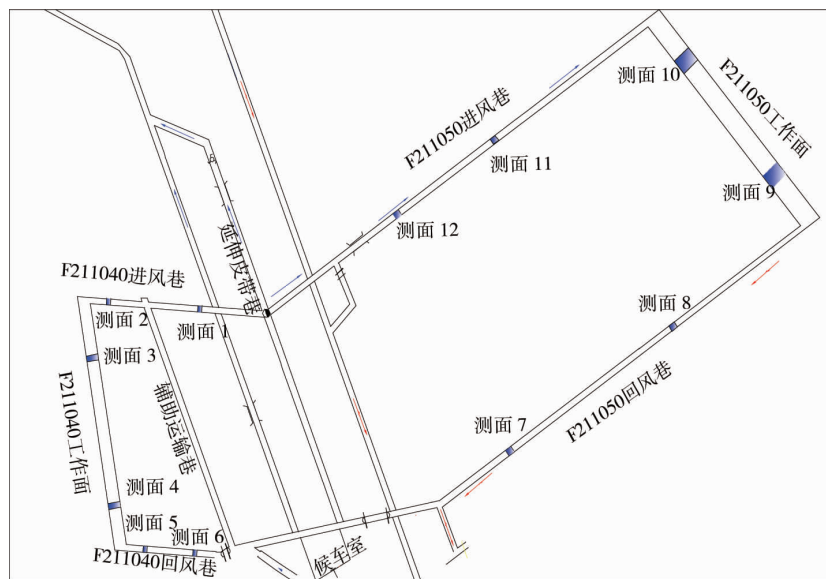 测面 10
F211050工作面
F211050进风巷
测面 11
测面 9
测面 12
延伸皮带巷
F211040进风巷
测面 2
测面 1
测面 8
测面 3
辅助运输巷
F211050回风巷
F211040工作面
测面 7
测面 4
测面 5
测面 6
候车室
F211040回风巷